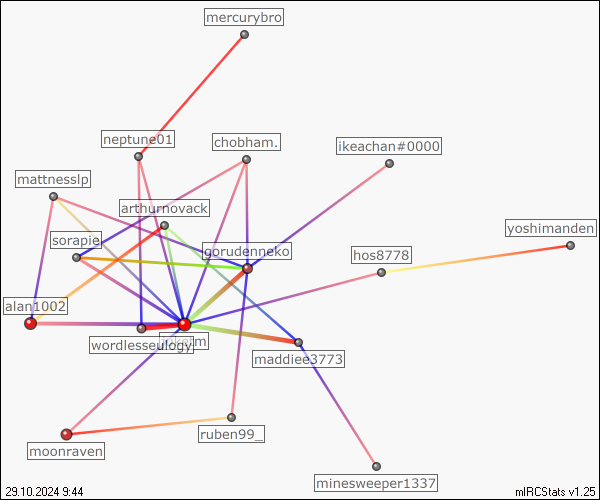 mercurybro
neptune01
chobham.
ikeachan#0000
mattnesslp
arthurnovack
yoshimanden
sorapie
gorudenneko
hos8778
alan1002
wordlesseulogy
maddiee3773
ruben99_
moonraven
minesweeper1337
29.10.2024 9:44
mIRCStats v1.25